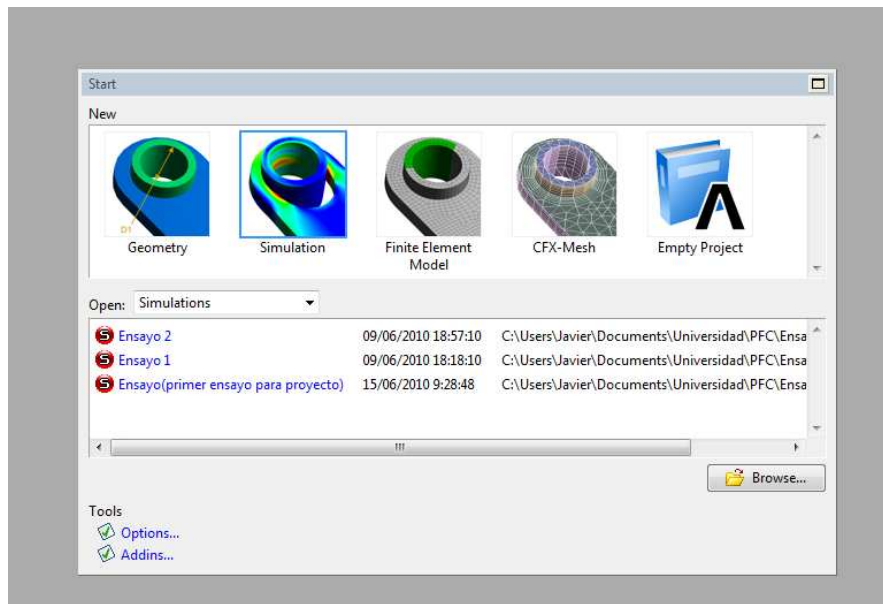 Start
New
D1
Geometry
Simulation
Finite Element
Model
CFX-Mesh
Empty Project
Open: Simulations
Ensayo 2 09/06/2010 18:57:10 C:\Users\Javier\Documents\Universidad\PFC\Ensa
Ensayo 1 09/06/2010 18:18:10 C:\Users\Javier\Documents\Universidad\PFC\Ensa
Ensayo(primer ensayo para proyecto) 15/06/2010 9:28:48 C:\Users\Javier\Documents\Universidad\PFC\Ensa
Browse...
Tools
Options...
Addins...